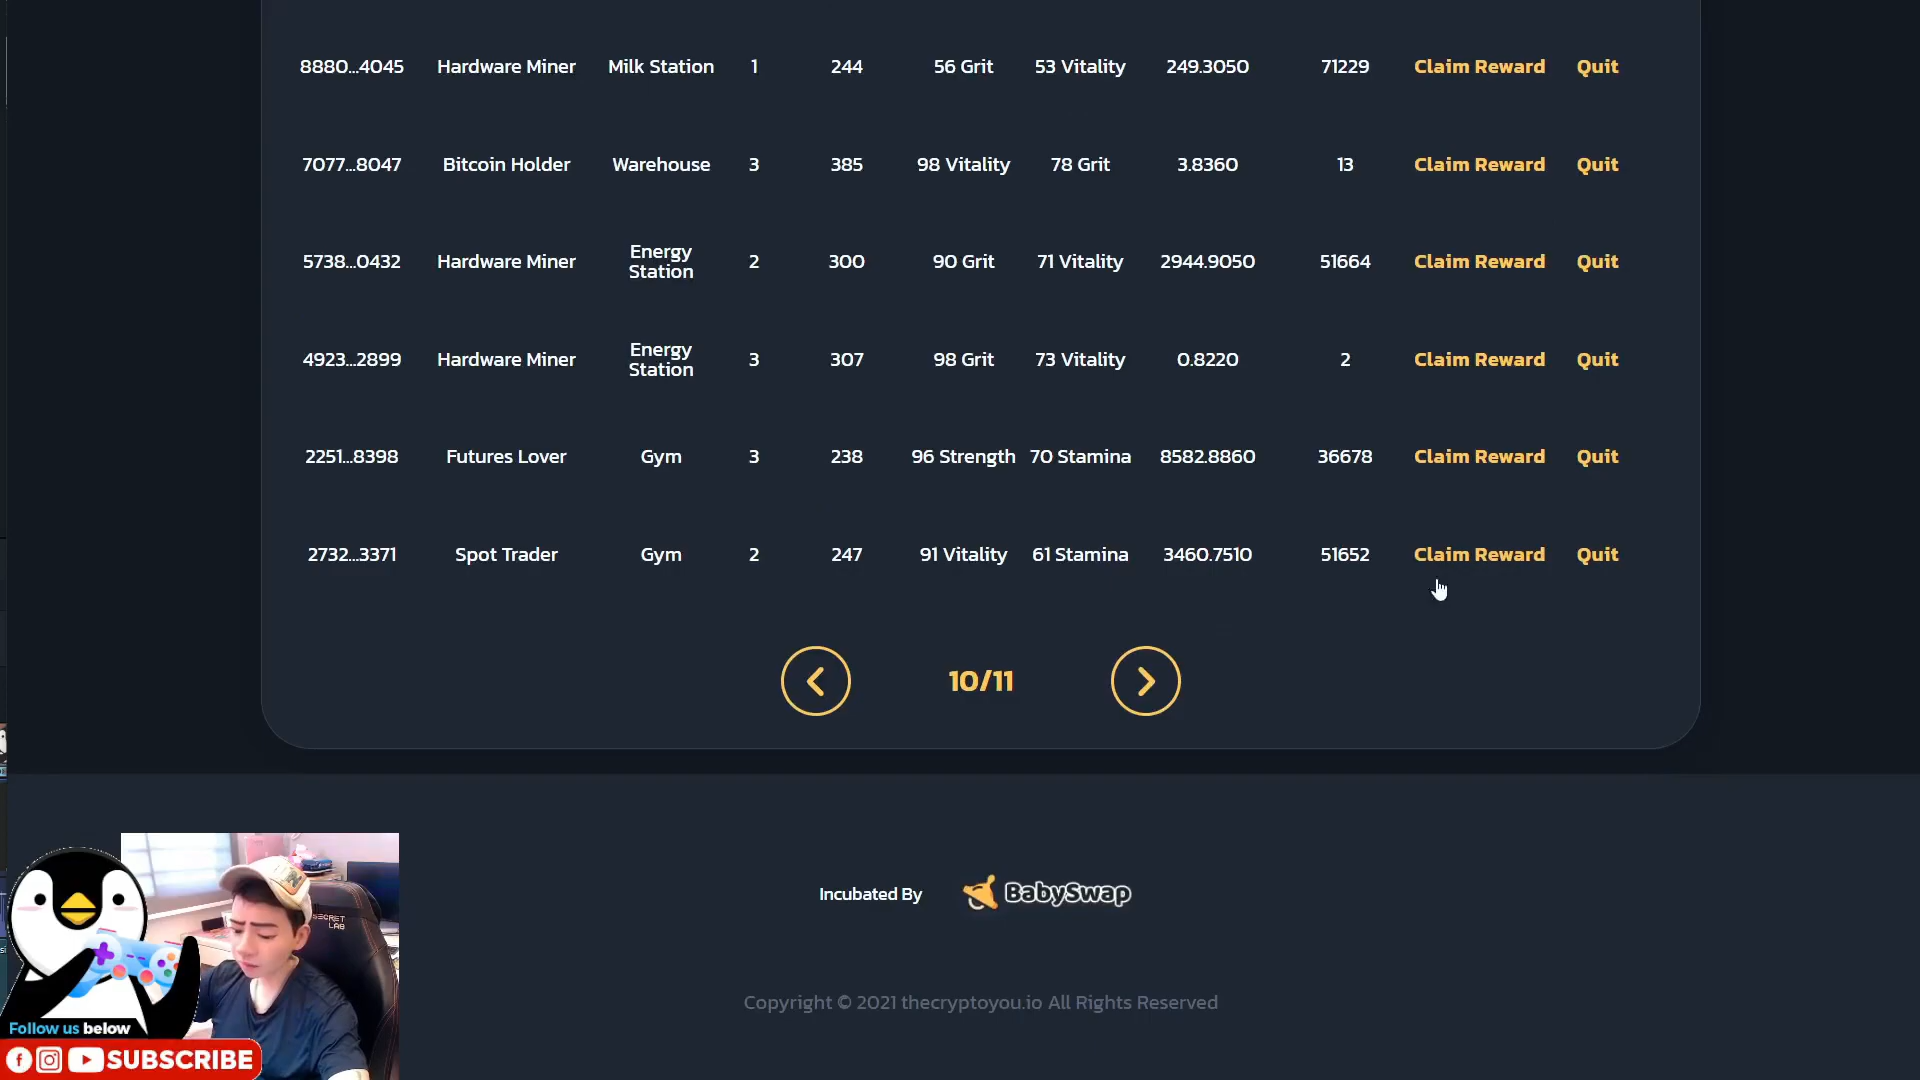 8880...4045 Hardware Miner Milk Station 1 244 56 Grit 53 Vitality 249.3050 71229 Claim Reward Quit
7077...8047 Bitcoin Holder Warehouse 3 385 98 Vitality 78 Grit 3.8360 13 Claim Reward Quit
5738...0432 Hardware Miner Energy Station 2 300 90 Grit 71 Vitality 2944.9050 51664 Claim Reward Quit
4923...2899 Hardware Miner Energy Station 3 307 98 Grit 73 Vitality 0.8220 2 Claim Reward Quit
2251...8398 Futures Lover Gym 3 238 96 Strength 70 Stamina 8582.8860 36678 Claim Reward Quit
2732...3371 Spot Trader Gym 2 247 91 Vitality 61 Stamina 3460.7510 51652 Claim Reward Quit
10/11
Incubated By BabySwap
SECRET
LAB
Copyright © 2021 thecryptoyou.io All Rights Reserved
Follow us below
SUBSCRIBE